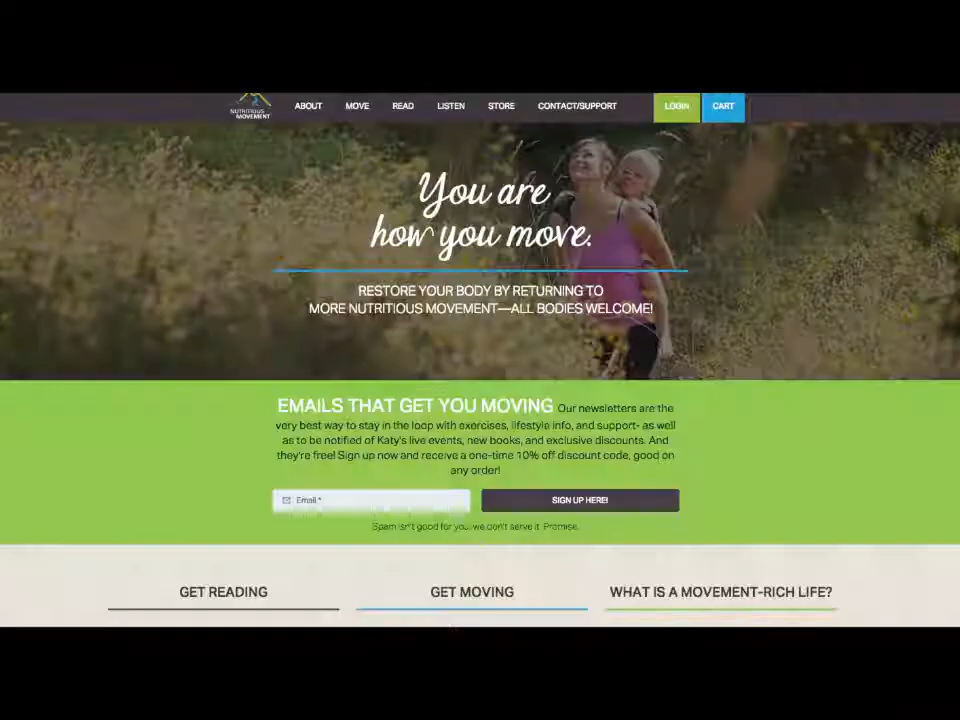 NUTRITIOUS
MOVEMENT
ABOUT MOVE READ LISTEN STORE CONTACT/SUPPORT LOGIN CART
You are
how you move.
RESTORE YOUR BODY BY RETURNING TO
MORE NUTRITIOUS MOVEMENT—ALL BODIES WELCOME!
EMAILS THAT GET YOU MOVING Our newsletters are the
very best way to stay in the loop with exercises, lifestyle info, and support- as well
as to be notified of Katy's live events, new books, and exclusive discounts. And
they're free! Sign up now and receive a one-time 10% off discount code, good on
any order!
Email * SIGN UP HERE!
Spam isn't good for you, we don't serve it. Promise.
GET READING GET MOVING WHAT IS A MOVEMENT-RICH LIFE?